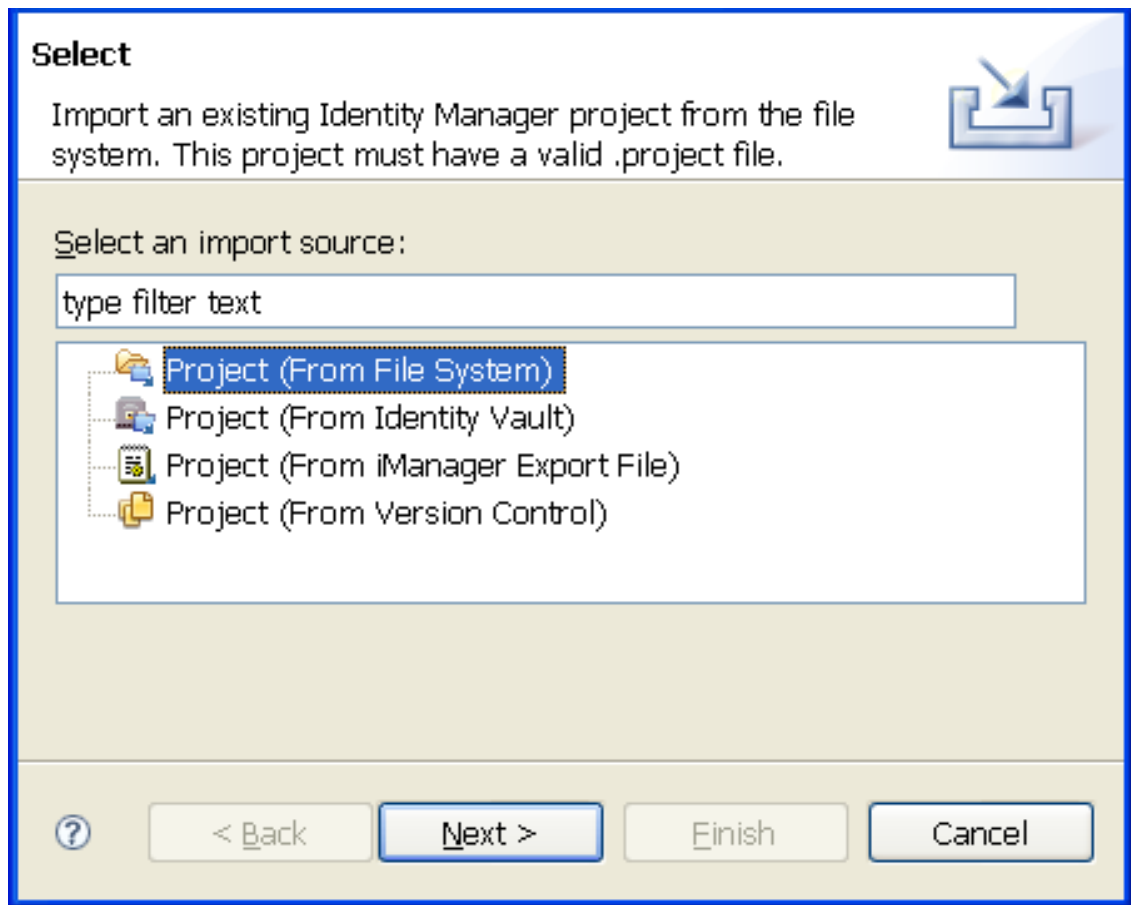 Select
Import an existing Identity Manager project from the file
system. This project must have a valid .project file.
Select an import source:
type filter text
Project (From File System)
Project (From Identity Vault)
Project (From iManager Export File)
Project (From Version Control)
? < Back Next > Finish Cancel